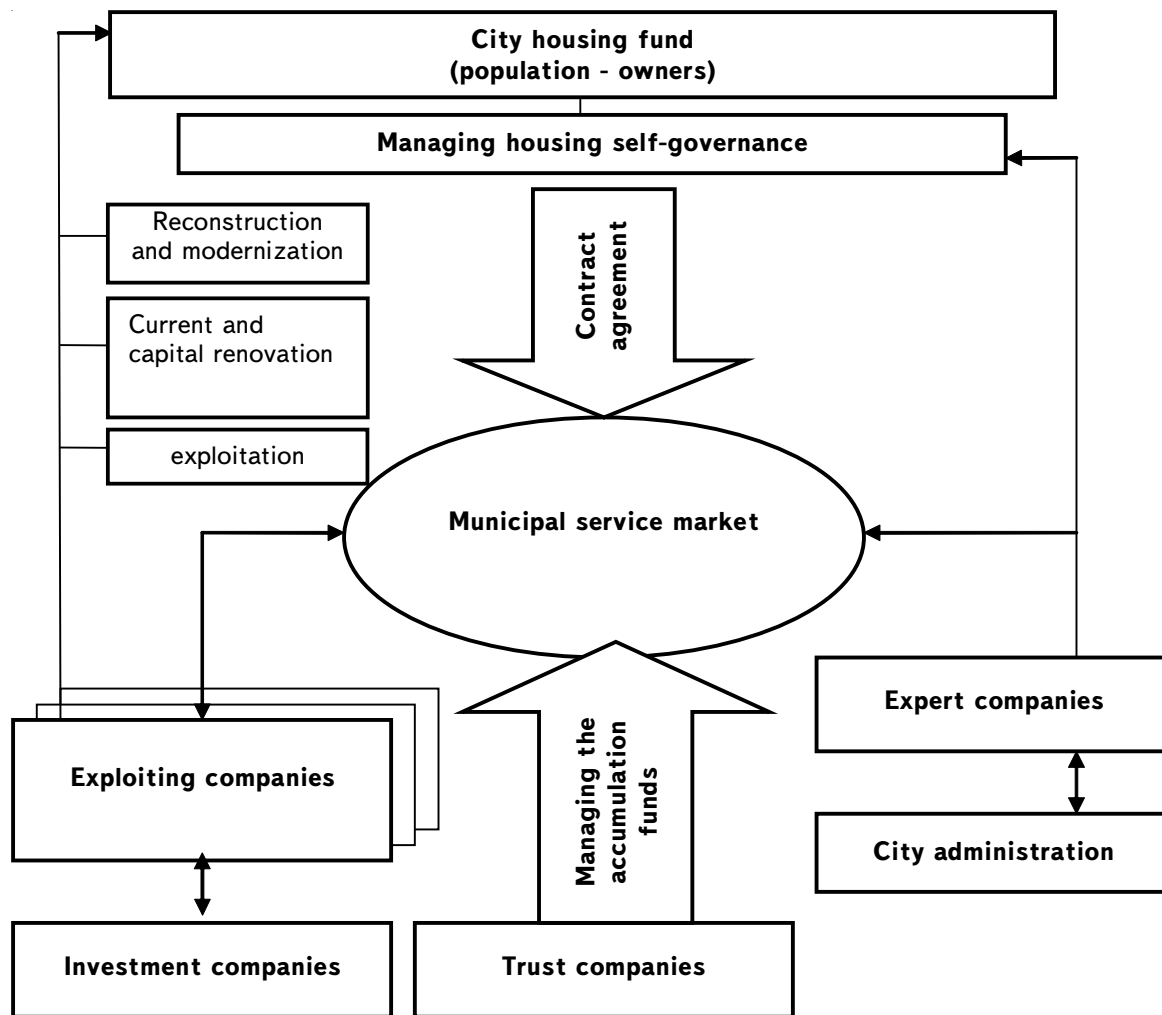 City housing fund
(population - owners)
Managing housing self-governance
Reconstruction
and modernization
Contract
agreement
Current and
capital renovation
exploitation
Municipal service market
Expert companies
Exploiting companies
Managing the
accumulation
funds
City administration
Investment companies
Trust companies